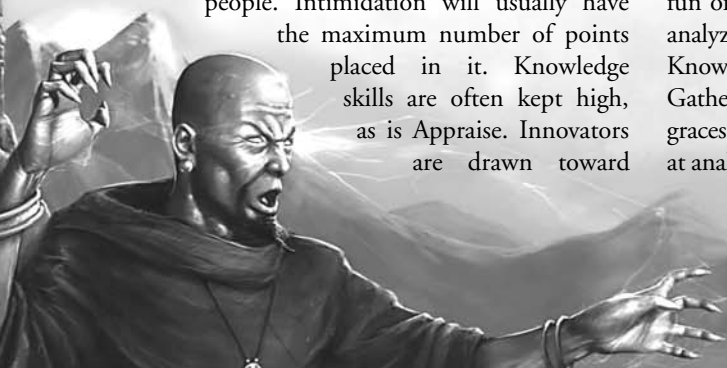 people. Intimidation will usually have
the maximum number of points
placed in it. Knowledge
skills are often kept high,
as is Appraise. Innovators
are drawn toward
fun of
analyz
Know
Gathe
graces
at ana